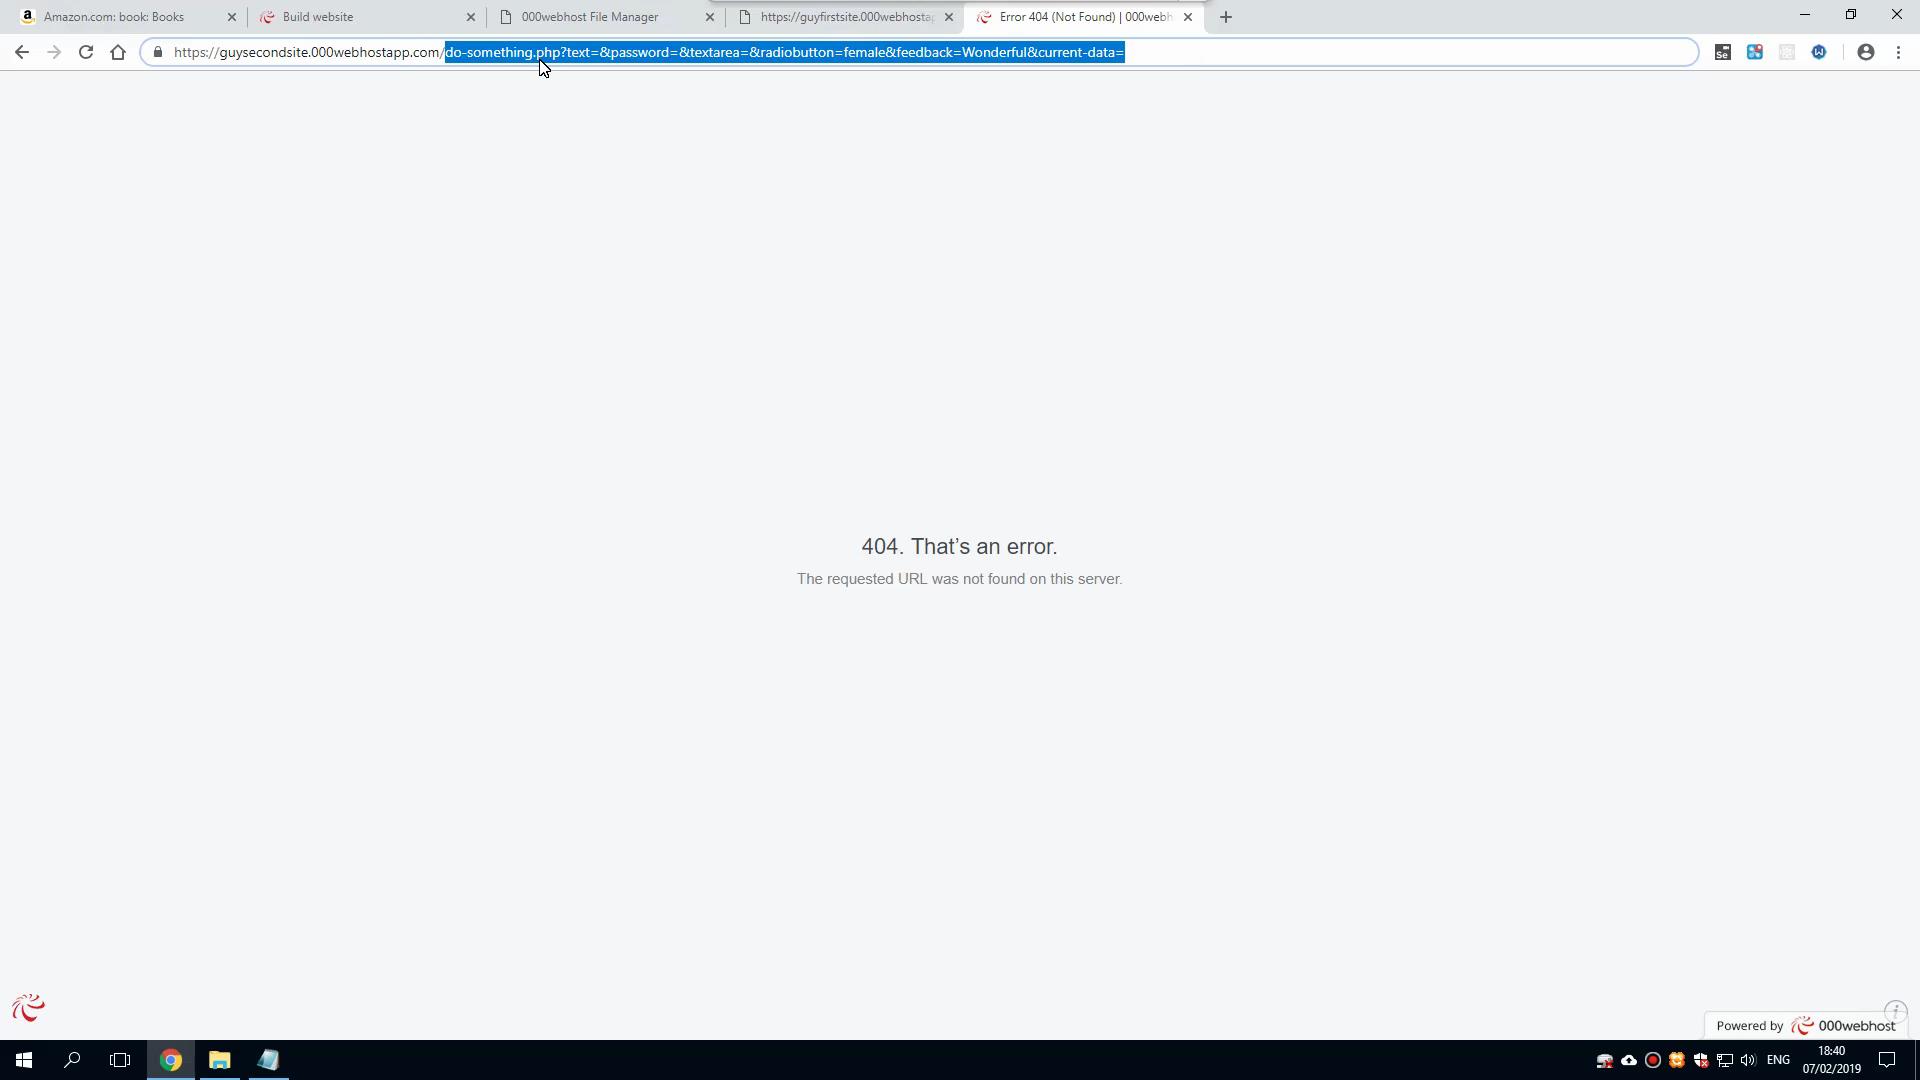 Amazon.com: book: Books
Build website
000webhost File Manager
https://guyfirstsite.000webhostap
Error 404 (Not Found) | 000webh
https://guysecondsite.000webhostapp.com/do-something.php?text=&password=&textarea=&radiobutton=female&feedback=Wonderful&current-data=
404. That's an error.
The requested URL was not found on this server.
Powered by 000webhost
ENG
18:40
07/02/2019